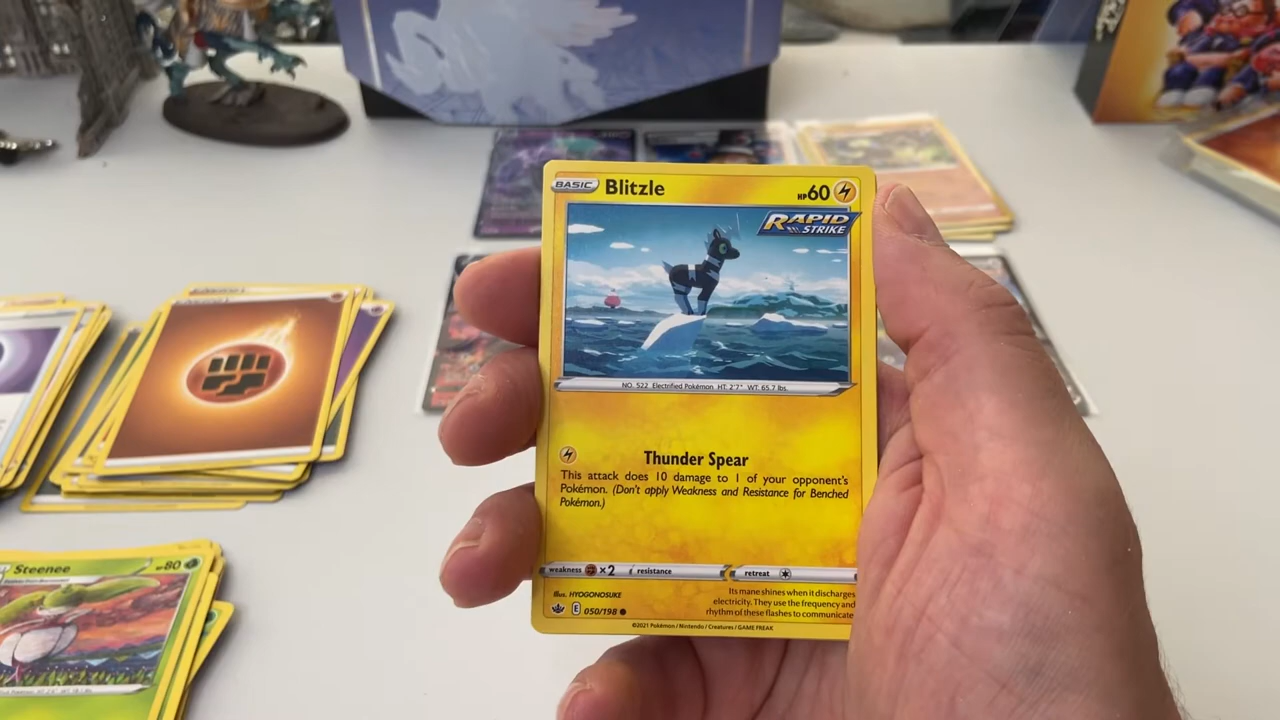 BASIC Blitzle HP60
RAPID
STRIKE
NO. 522 Electrified Pokémon HT: 2'7" WT: 65.7 lbs.
Thunder Spear
This attack does 10 damage to 1 of your opponent's
Pokémon. (Don't apply Weakness and Resistance for Benched
Pokémon.)
weakness ×2 resistance retreat
Illus. HYOGONOSUKE
E 050/198
Its mane shines when it discharges
electricity. They use the frequency and
rhythm of these flashes to communicate
©2021 Pokémon / Nintendo / Creatures / GAME FREAK
Steenee HP80